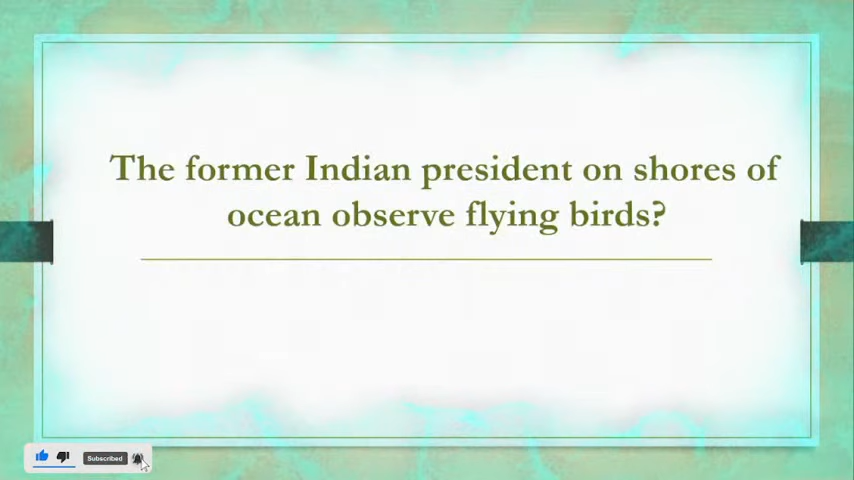 The former Indian president on shores of
ocean observe flying birds?
Subscribed